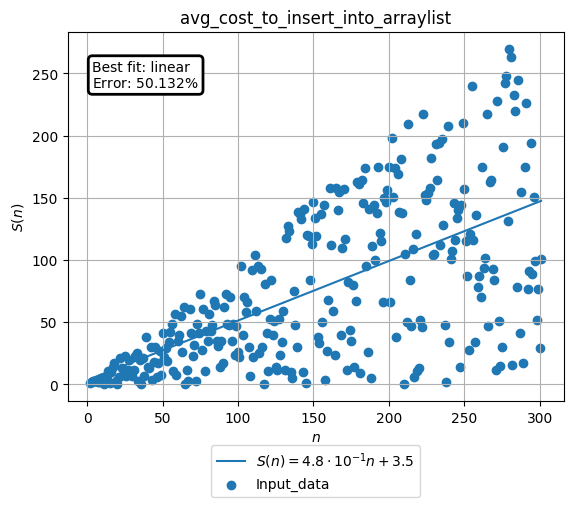 avg_cost_to_insert_into_arraylist
Best fit: linear
Error: 50.132%
250
200
150
100
50
0
S(n)
0 50 100 150 200 250 300
n
S(n) = 4.8 · 10⁻¹n + 3.5
Input_data